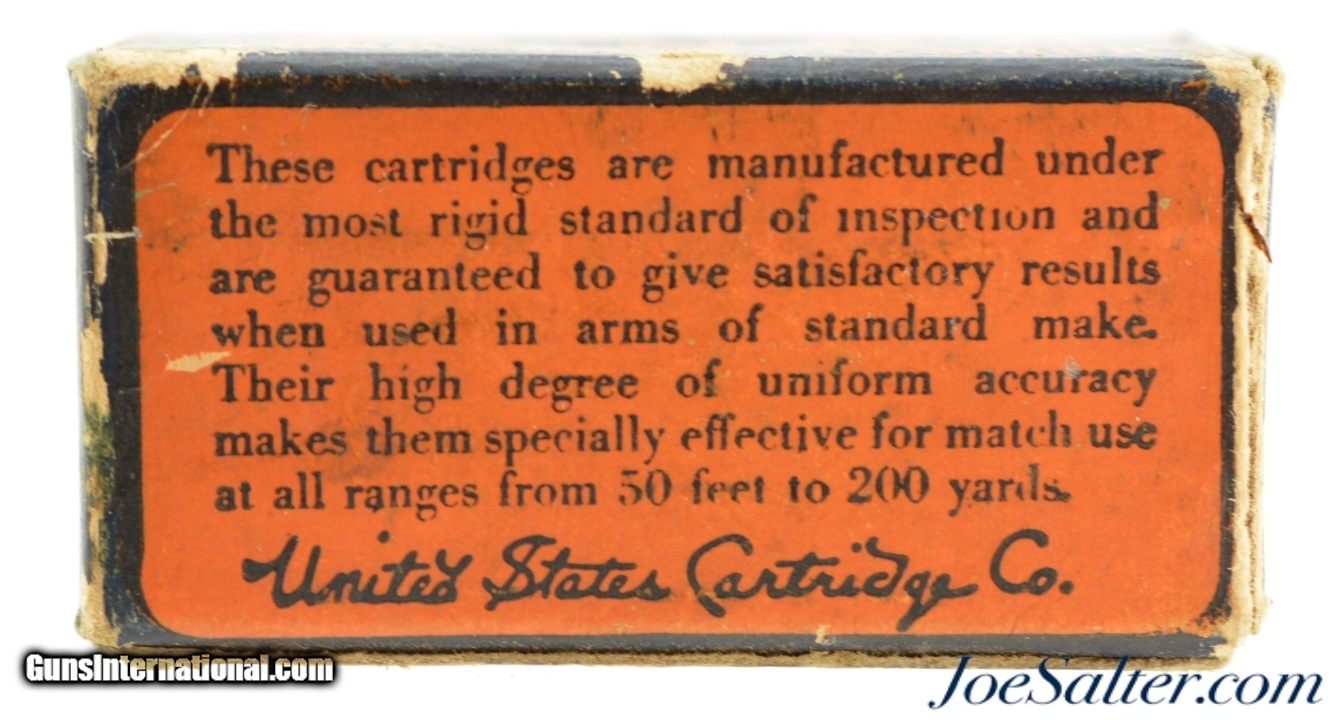 These cartridges are manufactured under
the most rigid standard of inspection and
are guaranteed to give satisfactory results
when used in arms of standard make.
Their high degree of uniform accuracy
makes them specially effective for match use
at all ranges from 50 feet to 200 yards.
United States Cartridge Co.
GunsInternational.com
JoeSalter.com